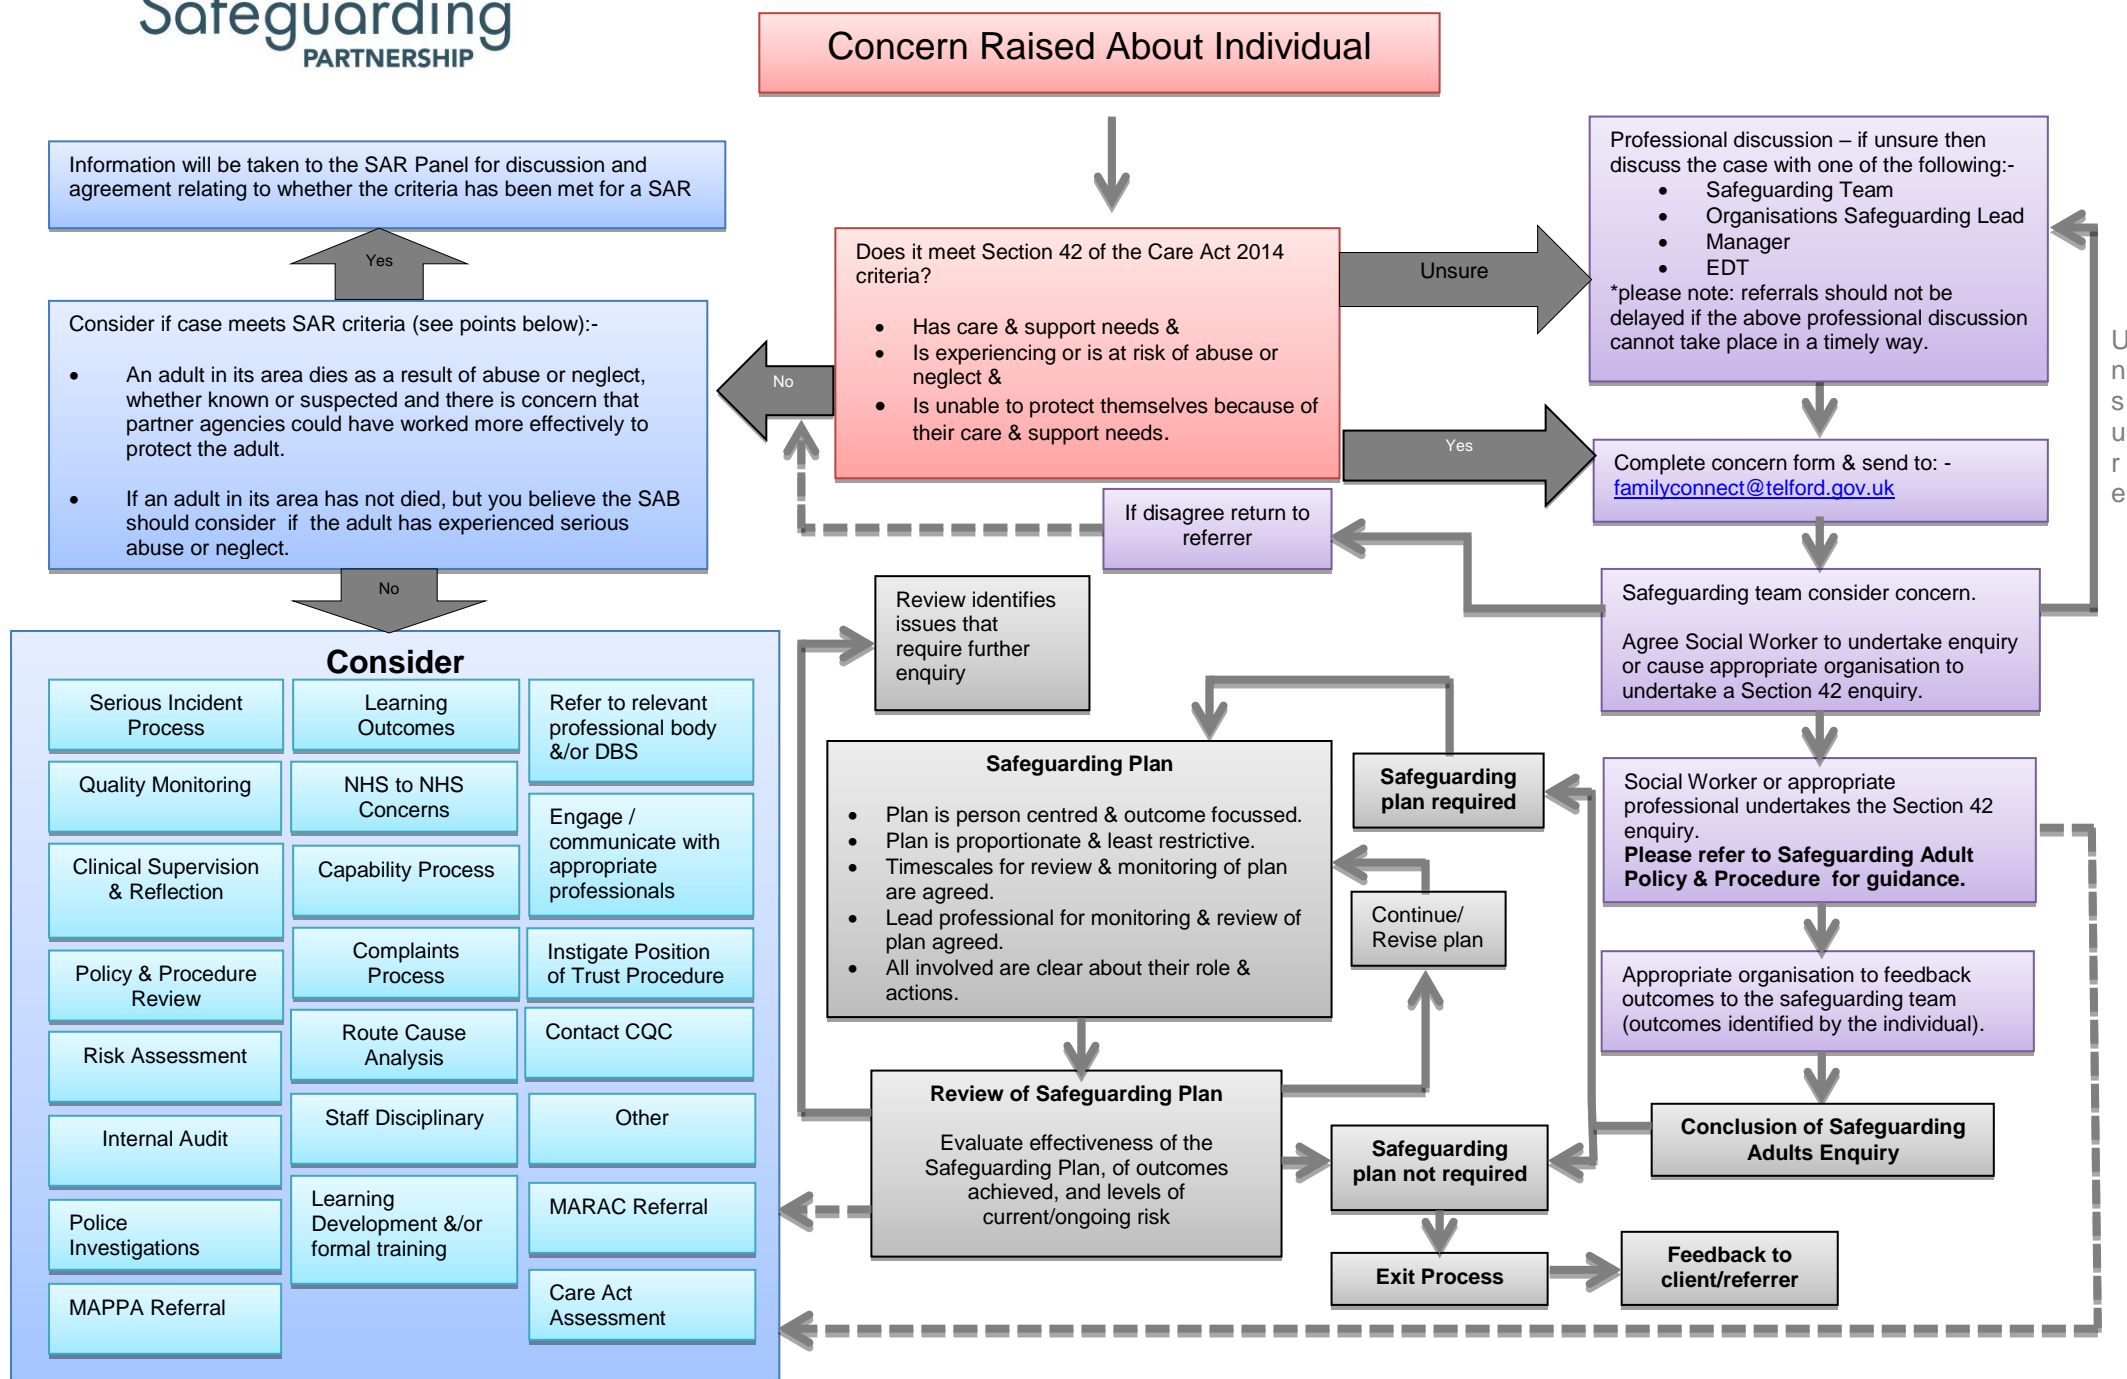 Safeguarding
PARTNERSHIP
Concern Raised About Individual
Information will be taken to the SAR Panel for discussion and
agreement relating to whether the criteria has been met for a SAR
Yes
Consider if case meets SAR criteria (see points below):-
• An adult in its area dies as a result of abuse or neglect,
whether known or suspected and there is concern that
partner agencies could have worked more effectively to
protect the adult.
• If an adult in its area has not died, but you believe the SAB
should consider if the adult has experienced serious
abuse or neglect.
No
No
Does it meet Section 42 of the Care Act 2014
criteria?
• Has care & support needs &
• Is experiencing or is at risk of abuse or
neglect &
• Is unable to protect themselves because of
their care & support needs.
Unsure
Yes
Professional discussion – if unsure then
discuss the case with one of the following:-
• Safeguarding Team
• Organisations Safeguarding Lead
• Manager
• EDT
*please note: referrals should not be
delayed if the above professional discussion
cannot take place in a timely way.
U
n
s
u
r
e
Complete concern form & send to: -
familyconnect@telford.gov.uk
If disagree return to
referrer
Safeguarding team consider concern.
Agree Social Worker to undertake enquiry
or cause appropriate organisation to
undertake a Section 42 enquiry.
Social Worker or appropriate
professional undertakes the Section 42
enquiry.
Please refer to Safeguarding Adult
Policy & Procedure for guidance.
Appropriate organisation to feedback
outcomes to the safeguarding team
(outcomes identified by the individual).
Conclusion of Safeguarding
Adults Enquiry
Review identifies
issues that
require further
enquiry
Safeguarding Plan
• Plan is person centred & outcome focussed.
• Plan is proportionate & least restrictive.
• Timescales for review & monitoring of plan
are agreed.
• Lead professional for monitoring & review of
plan agreed.
• All involved are clear about their role &
actions.
Safeguarding
plan required
Continue/
Revise plan
Review of Safeguarding Plan
Evaluate effectiveness of the
Safeguarding Plan, of outcomes
achieved, and levels of
current/ongoing risk
Safeguarding
plan not required
Exit Process
Feedback to
client/referrer
Consider
Serious Incident
Process
Quality Monitoring
Clinical Supervision
& Reflection
Policy & Procedure
Review
Risk Assessment
Internal Audit
Police
Investigations
MAPPA Referral
Learning
Outcomes
NHS to NHS
Concerns
Capability Process
Complaints
Process
Route Cause
Analysis
Staff Disciplinary
Learning
Development &/or
formal training
Refer to relevant
professional body
&/or DBS
Engage /
communicate with
appropriate
professionals
Instigate Position
of Trust Procedure
Contact CQC
Other
MARAC Referral
Care Act
Assessment